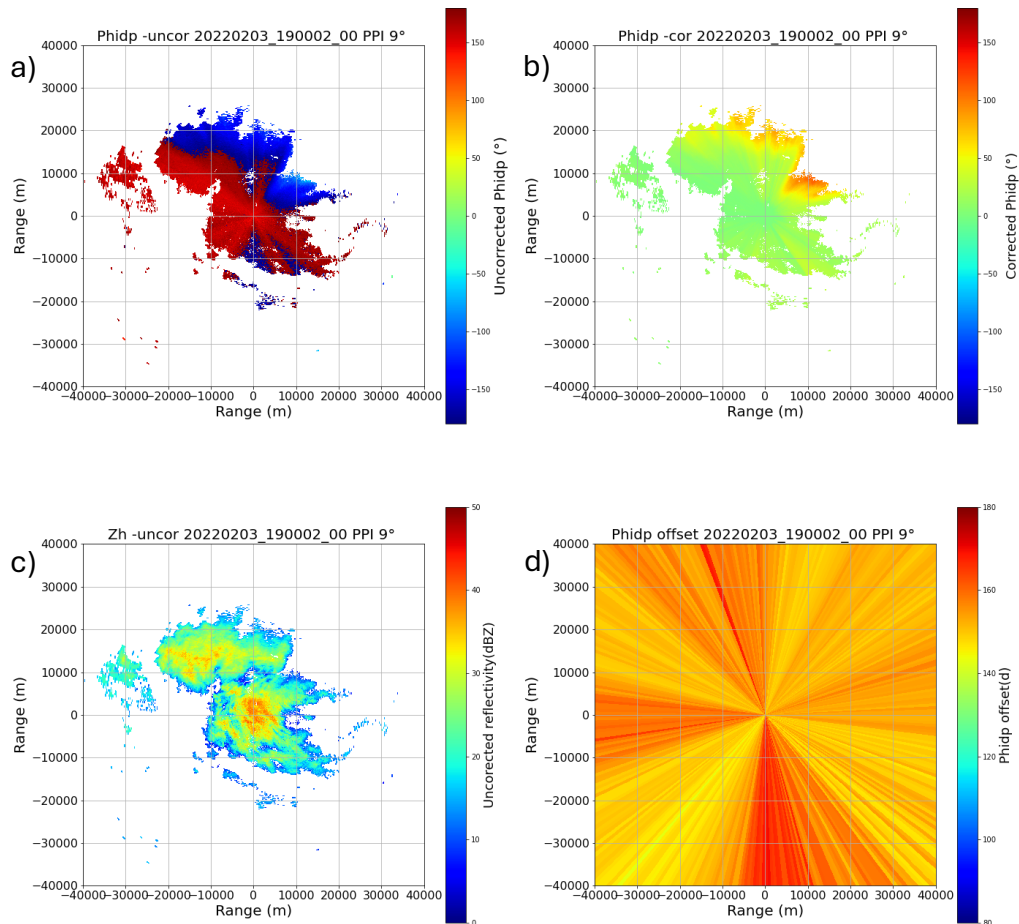 a)
Phidp -uncor 20220203_190002_00 PPI 9°
40000
30000
20000
10000
0
−10000
−20000
−30000
−40000
Range (m)
−40000−30000−20000−10000 0 10000 20000 30000 40000
Range (m)
150
100
50
0
−50
−100
−150
Uncorrected Phidp (°)
b)
Phidp -cor 20220203_190002_00 PPI 9°
40000
30000
20000
10000
0
−10000
−20000
−30000
−40000
Range (m)
−40000−30000−20000−10000 0 10000 20000 30000 40000
Range (m)
150
100
50
0
−50
−100
−150
Corrected Phidp (°)
c)
Zh -uncor 20220203_190002_00 PPI 9°
40000
30000
20000
10000
0
−10000
−20000
−30000
−40000
Range (m)
−40000−30000−20000−10000 0 10000 20000 30000 40000
Range (m)
50
40
30
20
10
0
Uncorected reflectivity(dBZ)
d)
Phidp offset 20220203_190002_00 PPI 9°
40000
30000
20000
10000
0
−10000
−20000
−30000
−40000
Range (m)
−40000−30000−20000−10000 0 10000 20000 30000 40000
Range (m)
180
160
140
120
100
80
Phidp offset(d)